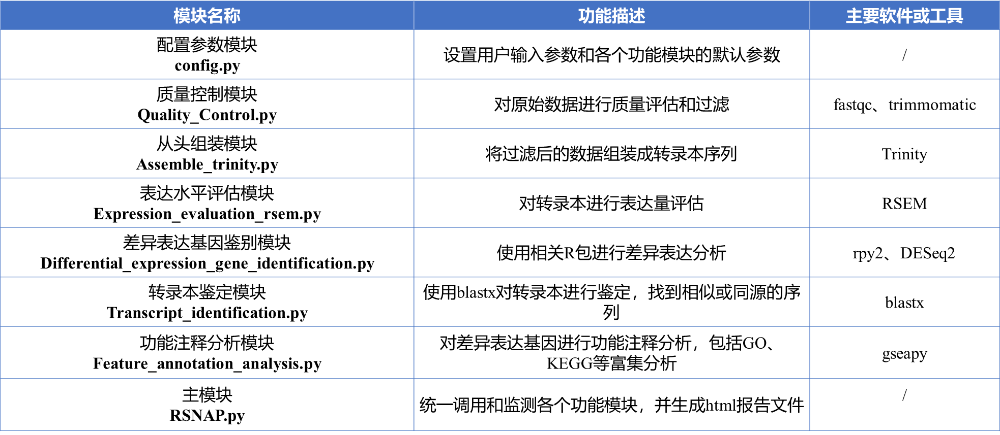 模块名称
功能描述
主要软件或工具
配置参数模块
config.py
设置用户输入参数和各个功能模块的默认参数
/
质量控制模块
Quality_Control.py
对原始数据进行质量评估和过滤
fastqc、trimmomatic
从头组装模块
Assemble_trinity.py
将过滤后的数据组装成转录本序列
Trinity
表达水平评估模块
Expression_evaluation_rsem.py
对转录本进行表达量评估
RSEM
差异表达基因鉴别模块
Differential_expression_gene_identification.py
使用相关R包进行差异表达分析
rpy2、DESeq2
转录本鉴定模块
Transcript_identification.py
使用blastx对转录本进行鉴定，找到相似或同源的序
列
blastx
功能注释分析模块
Feature_annotation_analysis.py
对差异表达基因进行功能注释分析，包括GO、
KEGG等富集分析
gseapy
主模块
RSNAP.py
统一调用和监测各个功能模块，并生成html报告文件
/